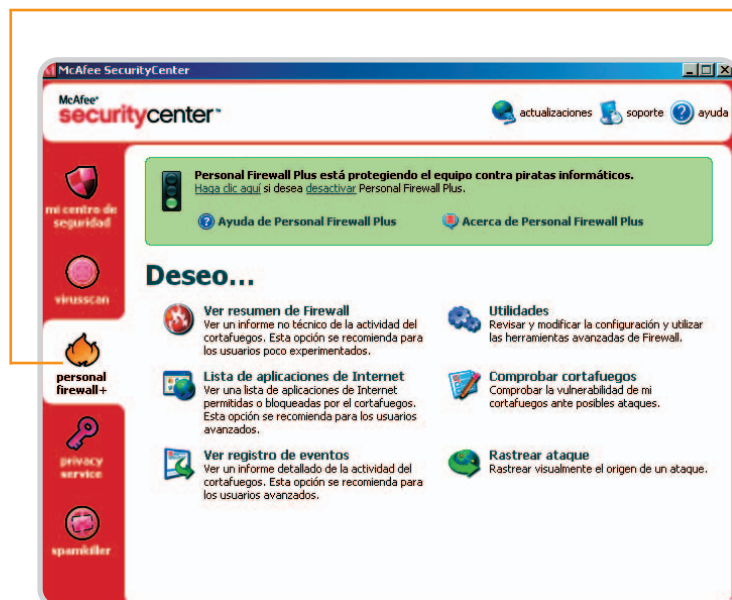 McAfee SecurityCenter
McAfee®
securitycenter™
actualizaciones
soporte
ayuda
mi centro de
seguridad
virusscan
personal
firewall+
privacy
service
spamkiller
Personal Firewall Plus está protegiendo el equipo contra piratas informáticos.
Haga clic aquí si desea desactivar Personal Firewall Plus.
Ayuda de Personal Firewall Plus
Acerca de Personal Firewall Plus
Deseo...
Ver resumen de Firewall
Ver un informe no técnico de la actividad del
cortafuegos. Esta opción se recomienda para
los usuarios poco experimentados.
Utilidades
Revisar y modificar la configuración y utilizar
las herramientas avanzadas de Firewall.
Lista de aplicaciones de Internet
Ver una lista de aplicaciones de Internet
permitidas o bloqueadas por el cortafuegos.
Esta opción se recomienda para los usuarios
avanzados.
Comprobar cortafuegos
Comprobar la vulnerabilidad de mi
cortafuegos ante posibles ataques.
Ver registro de eventos
Ver un informe detallado de la actividad del
cortafuegos. Esta opción se recomienda para
los usuarios avanzados.
Rastrear ataque
Rastrear visualmente el origen de un ataque.